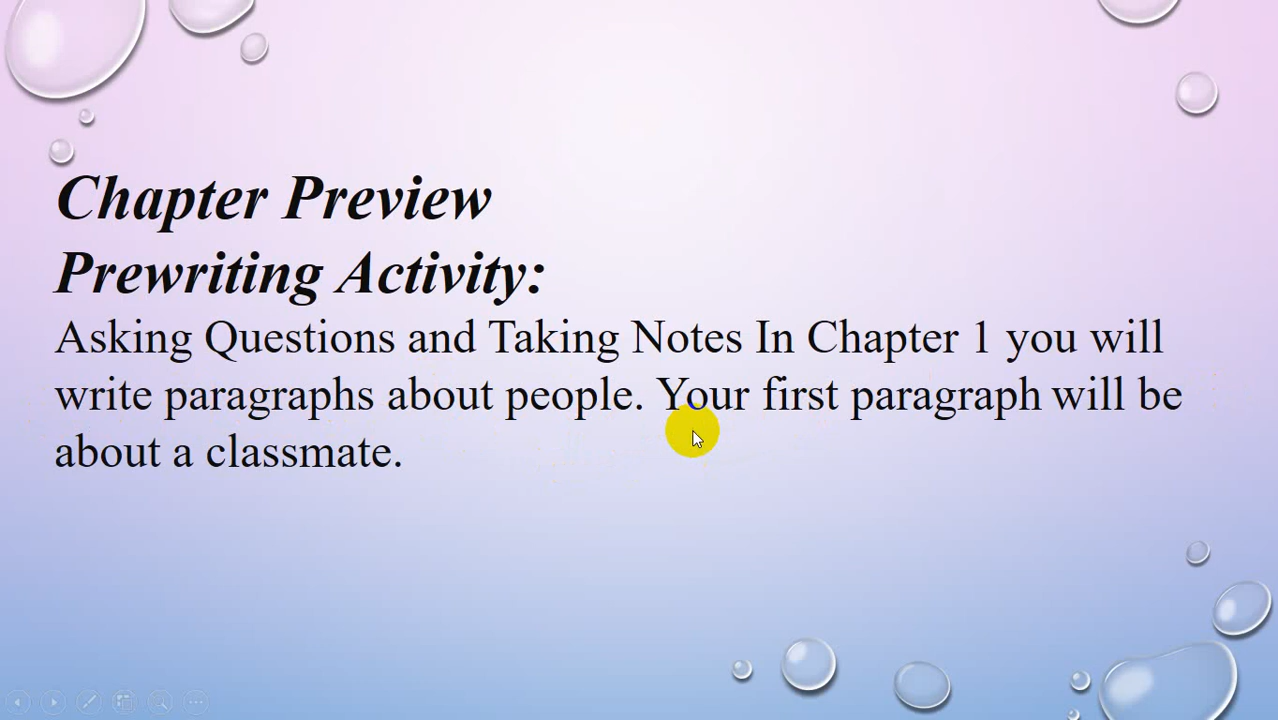 Chapter Preview
Prewriting Activity:
Asking Questions and Taking Notes In Chapter 1 you will
write paragraphs about people. Your first paragraph will be
about a classmate.